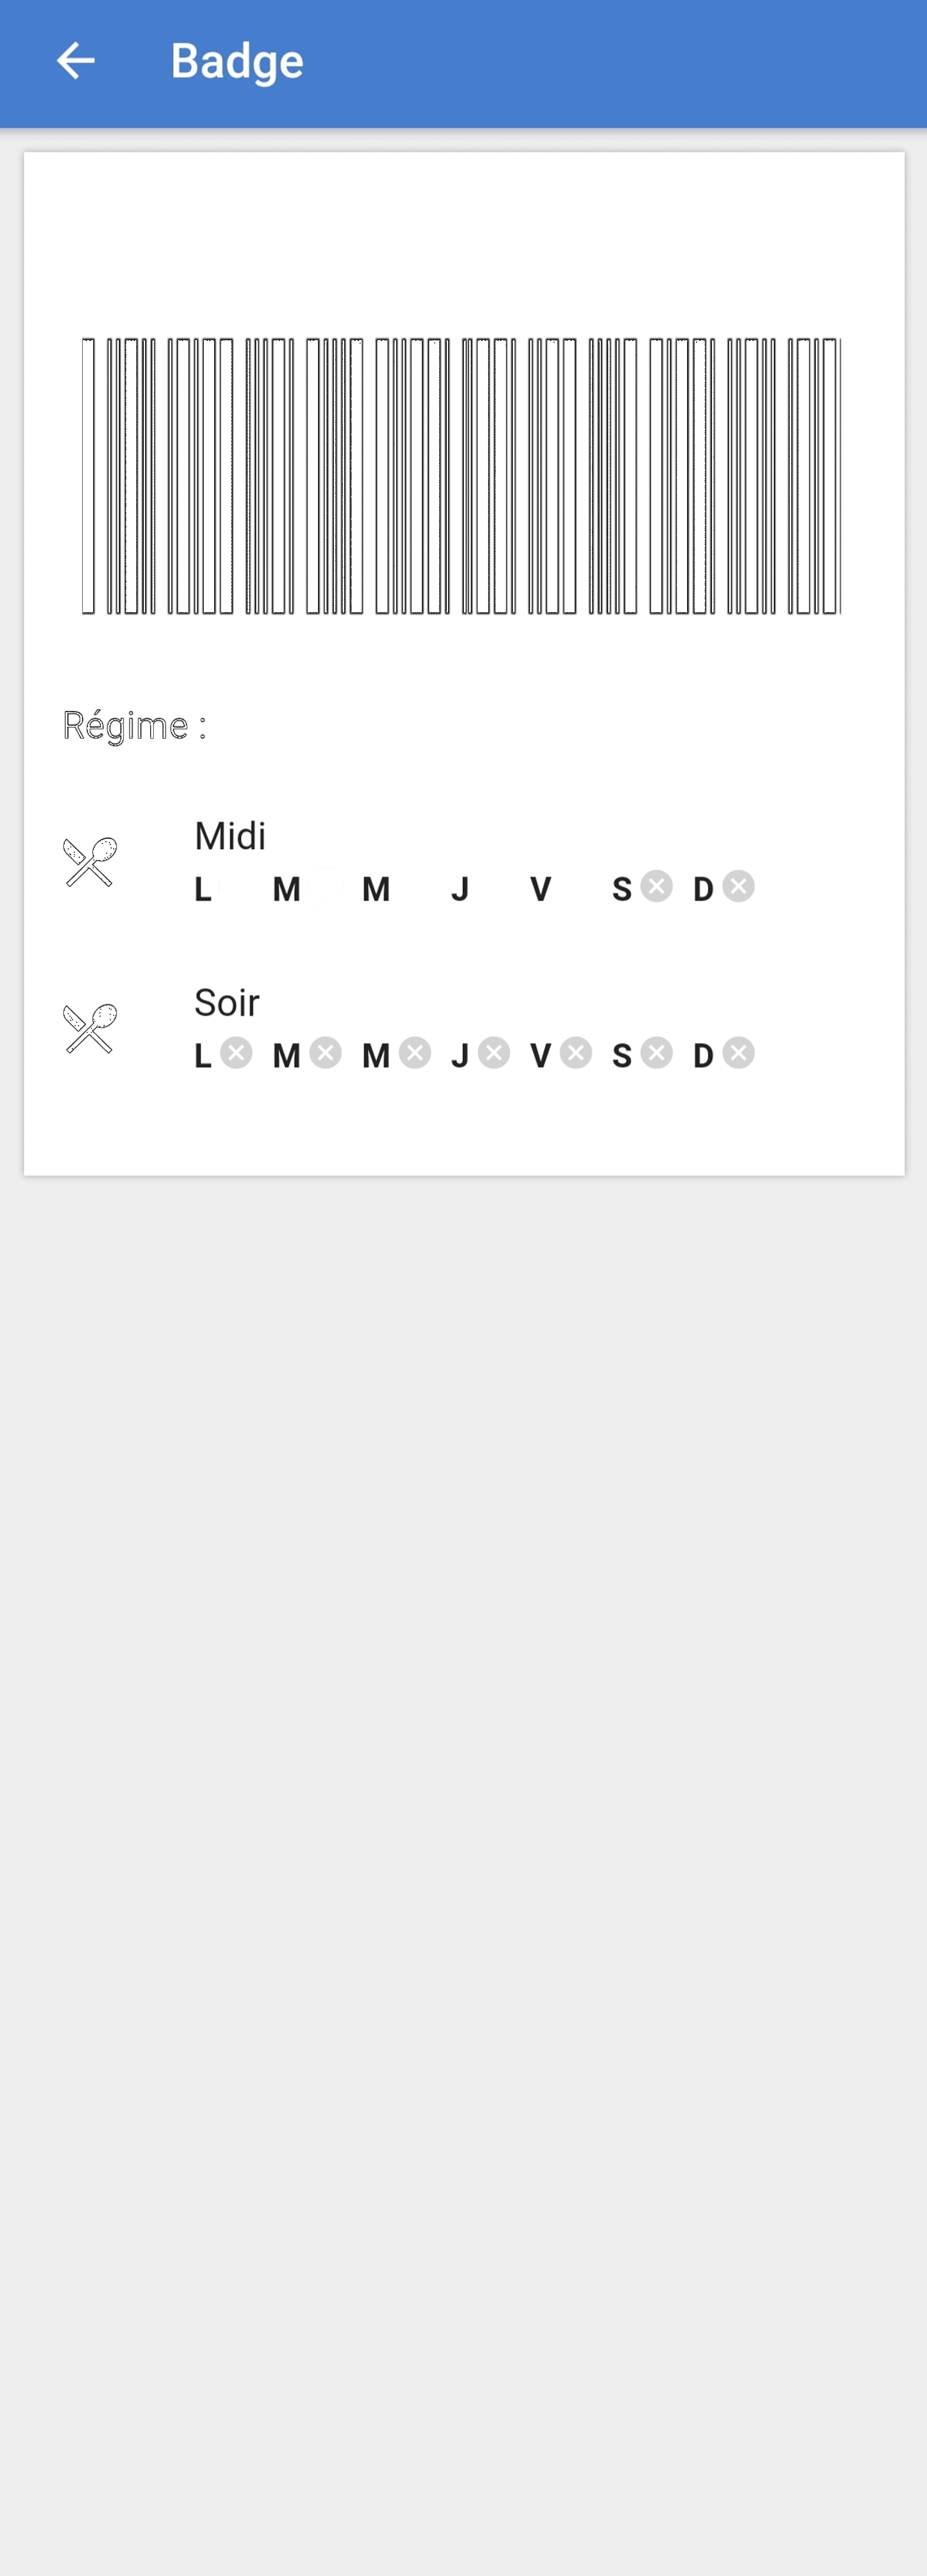 Badge
Régime :
Midi
L M M J V S D
Soir
L M M J V S D